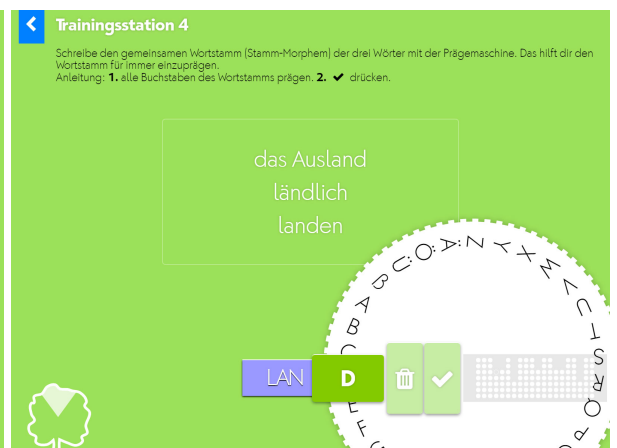 Trainingsstation 4
Schreibe den gemeinsamen Wortstamm (Stamm-Morphem) der drei Wörter mit der Prägemaschine. Das hilft dir den
Wortstamm für immer einzuprägen.
Anleitung: 1. alle Buchstaben des Wortstamms prägen. 2. ✔ drücken.
das Ausland
ländlich
landen
A B C
E F
ß Ü Ö Ä Z Y X W V U T S R Q P
LAN D